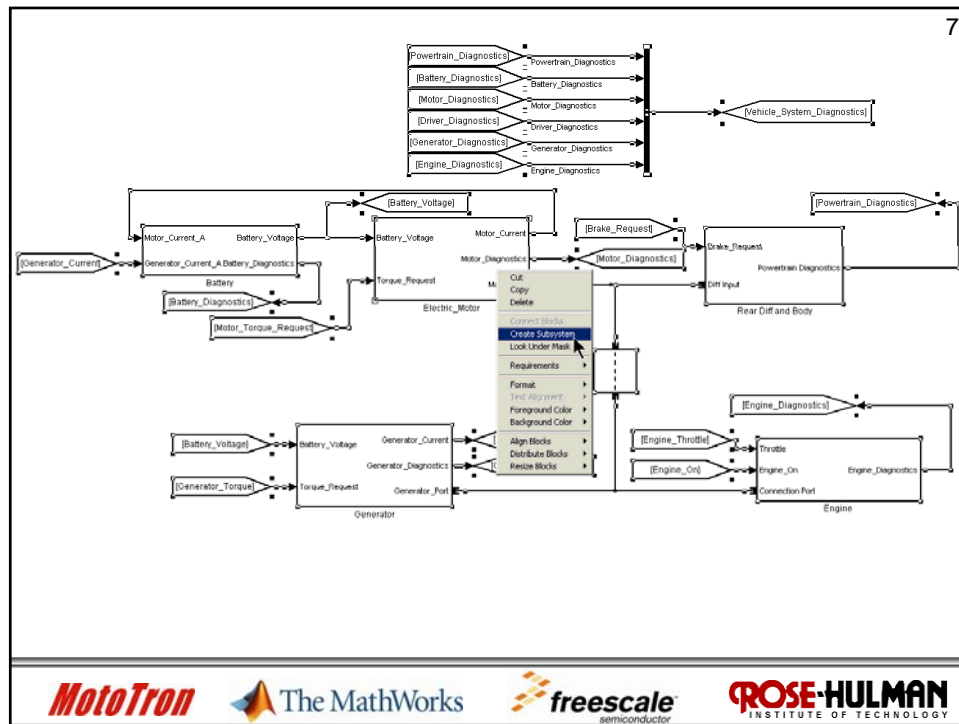 7
[Powertrain_Diagnostics]
Powertrain_Diagnostics
[Battery_Diagnostics]
Battery_Diagnostics
[Motor_Diagnostics]
Motor_Diagnostics
[Vehicle_System_Diagnostics]
[Driver_Diagnostics]
Driver_Diagnostics
[Generator_Diagnostics]
Generator_Diagnostics
[Engine_Diagnostics]
Engine_Diagnostics
[Battery_Voltage]
[Powertrain_Diagnostics]
Motor_Current_A
Battery_Voltage
Battery_Voltage
Motor_Current
[Brake_Request]
Brake_Request
[Generator_Current]
Generator_Current_A
Battery_Diagnostics
Battery
Motor_Diagnostics
[Motor_Diagnostics]
Powertrain Diagnostics
Torque_Request
Diff Input
[Battery_Diagnostics]
Electric_Motor
Rear Diff and Body
[Motor_Torque_Request]
Cut
Copy
Delete
Connect Blocks
Create Subsystem
Look Under Mask
Requirements
Format
Text Alignment
Foreground Color
Background Color
Align Blocks
Distribute Blocks
Resize Blocks
[Engine_Diagnostics]
[Battery_Voltage]
Battery_Voltage
Generator_Current
[Engine_Throttle]
Throttle
Generator_Diagnostics
[Engine_On]
Engine_On
Engine_Diagnostics
[Generator_Torque]
Torque_Request
Generator_Port
Connection Port
Generator
Engine
MotoTron
The MathWorks
freescale
semiconductor
ROSE-HULMAN
INSTITUTE OF TECHNOLOGY